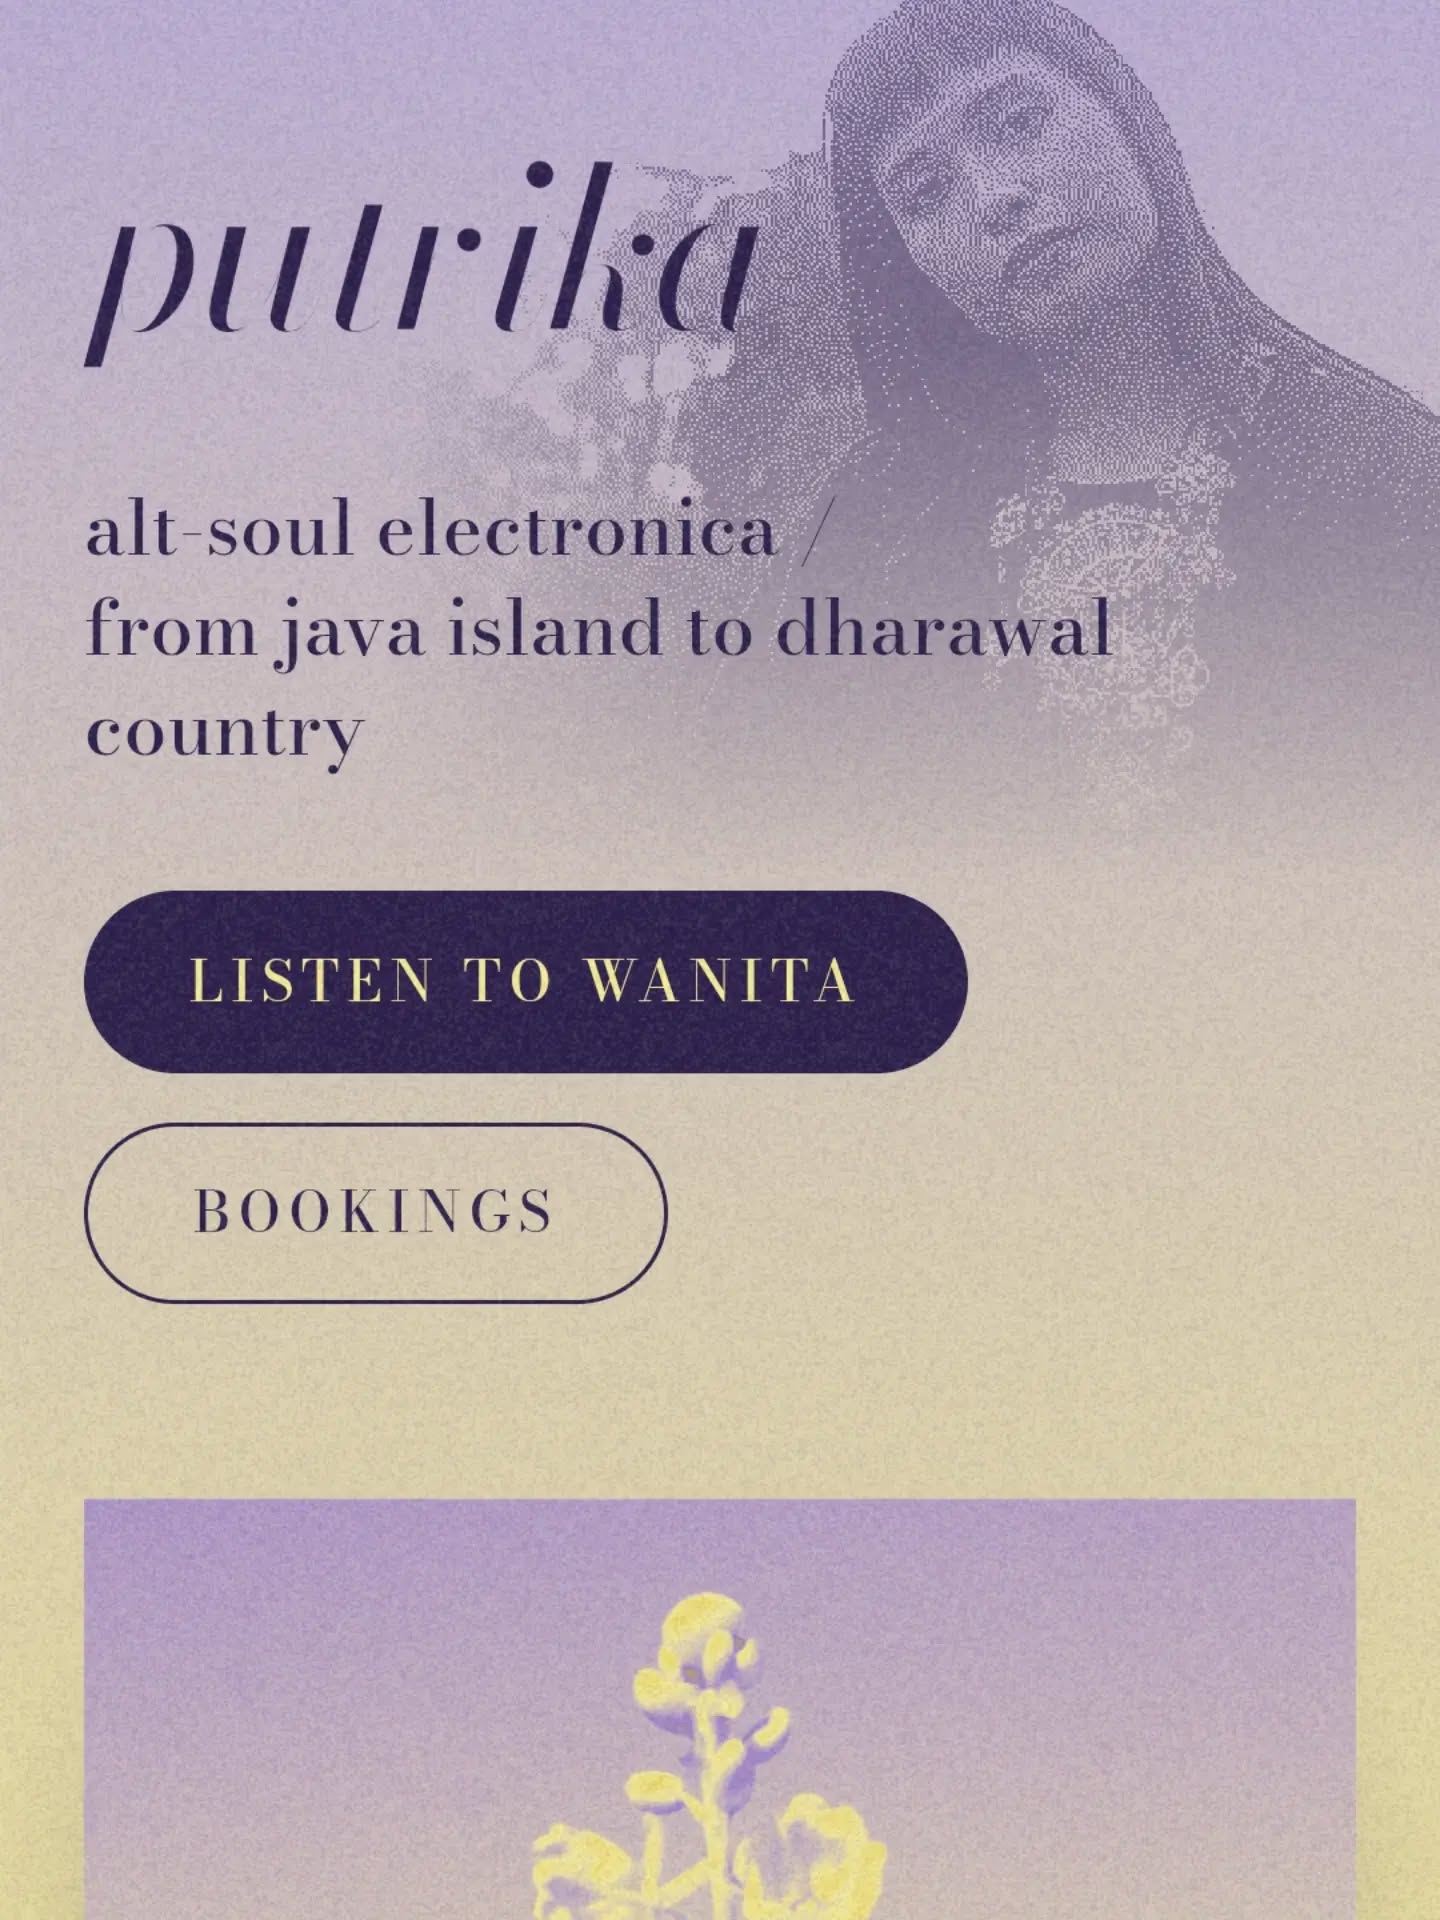 putrika
alt-soul electronica /
from java island to dharawal
country
LISTEN TO WANITA
BOOKINGS